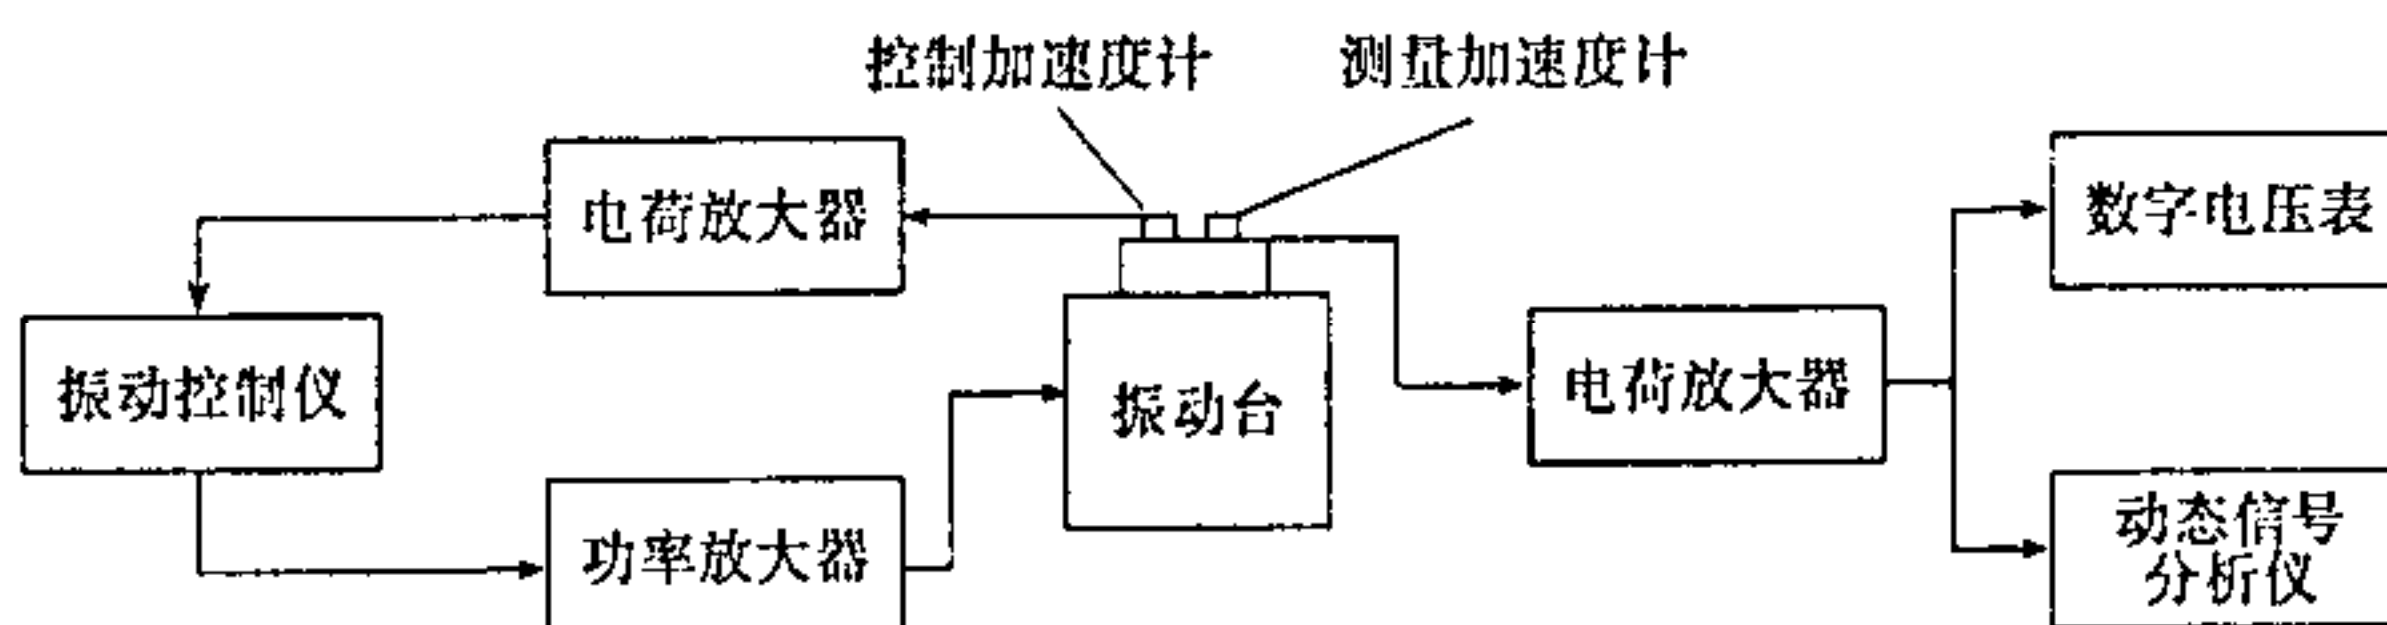 控制加速度计
测量加速度计
电荷放大器
数字电压表
振动控制仪
振动台
电荷放大器
功率放大器
动态信号
分析仪